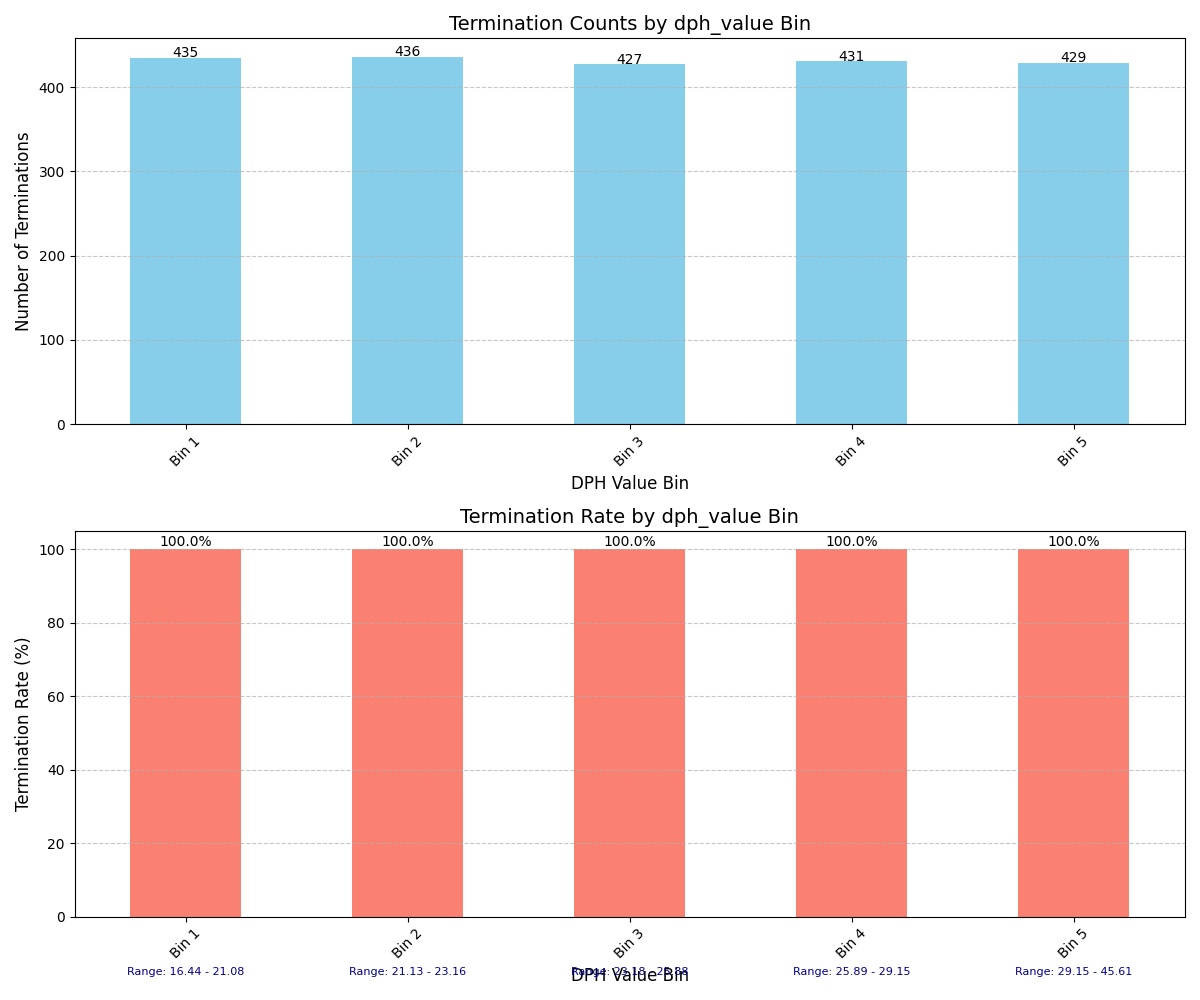 Termination Counts by dph_value Bin
Number of Terminations
400
300
200
100
0
435
436
427
431
429
Bin 1
Bin 2
Bin 3
Bin 4
Bin 5
DPH Value Bin
Termination Rate by dph_value Bin
Termination Rate (%)
100
80
60
40
20
0
100.0%
100.0%
100.0%
100.0%
100.0%
Bin 1
Bin 2
Bin 3
Bin 4
Bin 5
Range: 16.44 - 21.08
Range: 21.13 - 23.16
Range:
Range: 25.89 - 29.15
Range: 29.15 - 45.61
DPH Value Bin